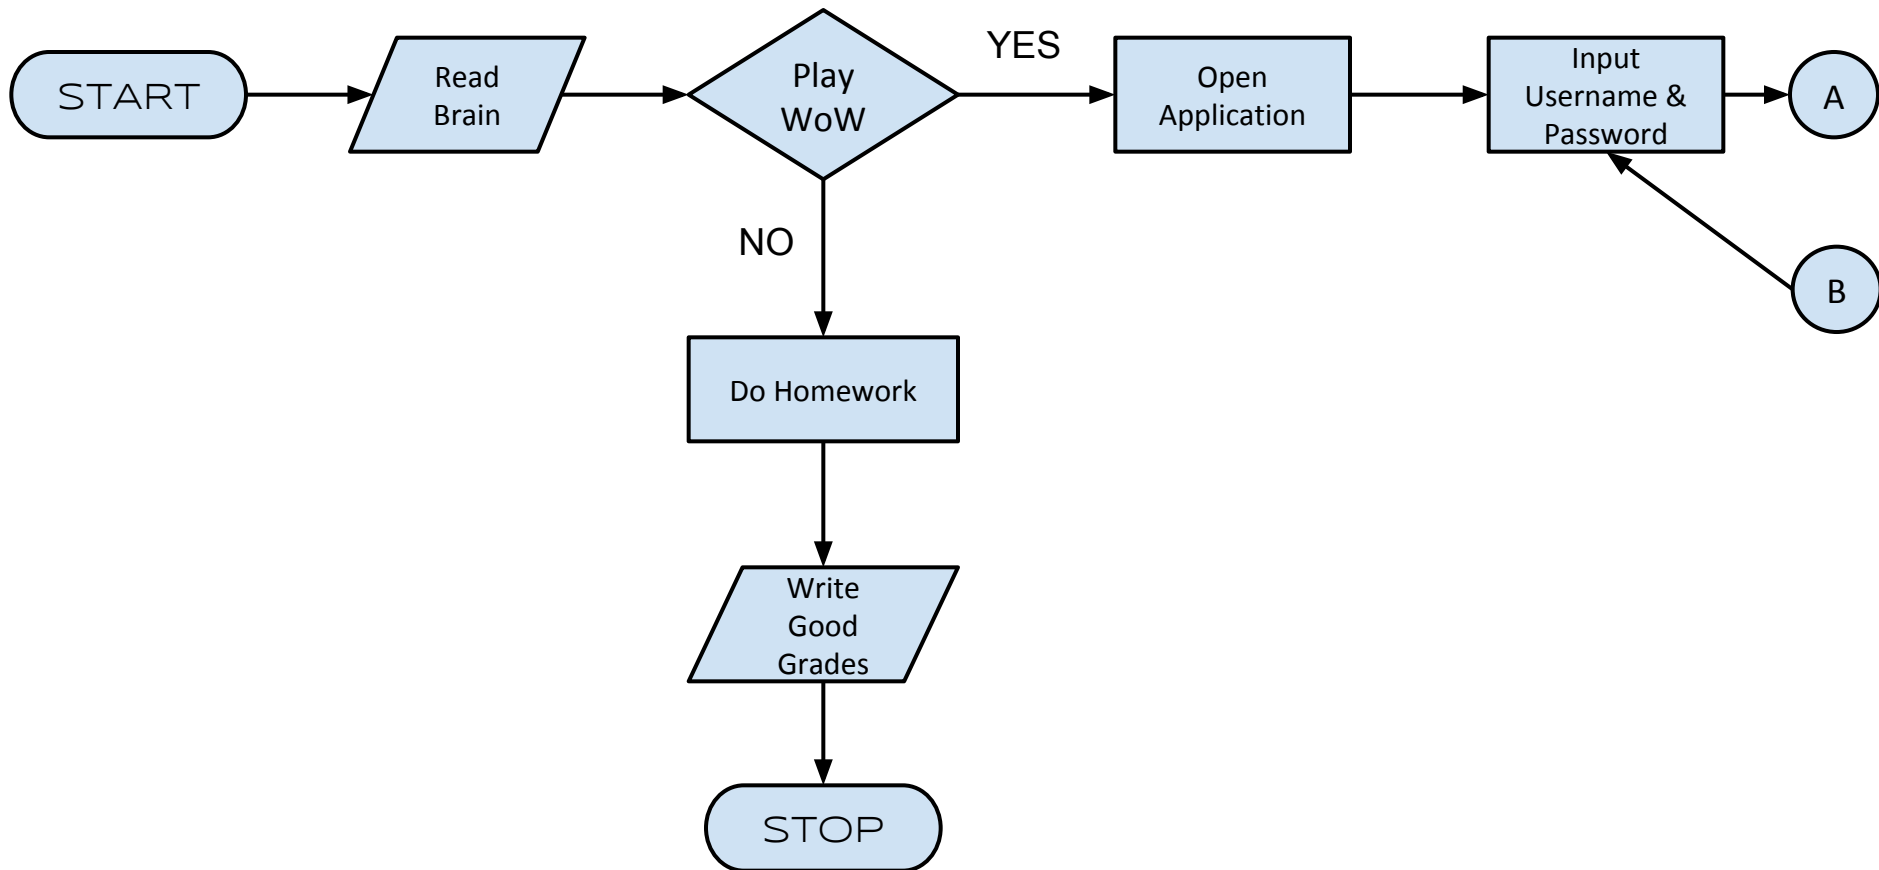 START
Read
Brain
Play
WoW
YES
Open
Application
Input
Username &
Password
A
NO
B
Do Homework
Write
Good
Grades
STOP